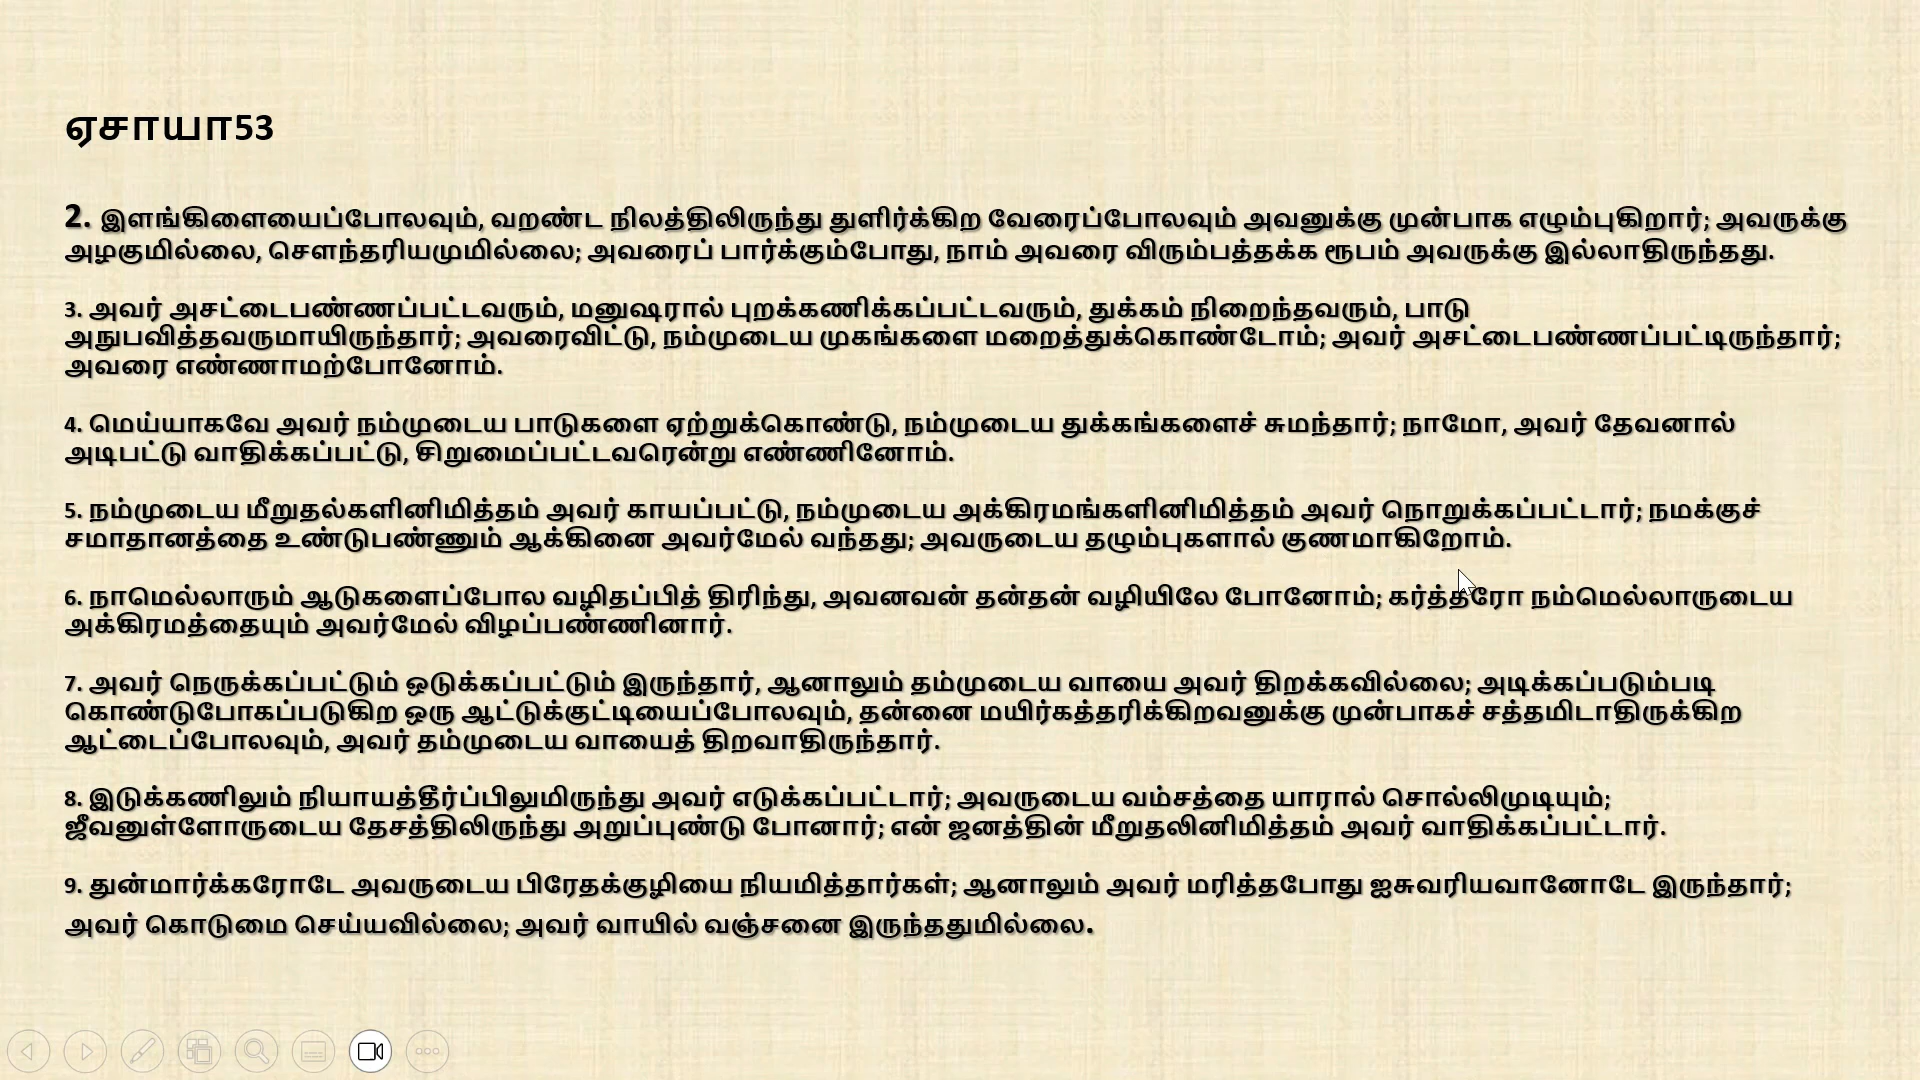 ஏசாயா53
2. இளங்கிளையைப்போலவும், வறண்ட நிலத்திலிருந்து துளிர்க்கிற வேரைப்போலவும் அவனுக்கு முன்பாக எழும்புகிறார்; அவருக்கு
அழகுமில்லை, சௌந்தரியமுமில்லை; அவரைப் பார்க்கும்போது, நாம் அவரை விரும்பத்தக்க ரூபம் அவருக்கு இல்லாதிருந்தது.
3. அவர் அசட்டைபண்ணப்பட்டவரும், மனுஷரால் புறக்கணிக்கப்பட்டவரும், துக்கம் நிறைந்தவரும், பாடு
அநுபவித்தவருமாயிருந்தார்; அவரைவிட்டு, நம்முடைய முகங்களை மறைத்துக்கொண்டோம்; அவர் அசட்டைபண்ணப்பட்டிருந்தார்;
அவரை எண்ணாமற்போனோம்.
4. மெய்யாகவே அவர் நம்முடைய பாடுகளை ஏற்றுக்கொண்டு, நம்முடைய துக்கங்களைச் சுமந்தார்; நாமோ, அவர் தேவனால்
அடிபட்டு வாதிக்கப்பட்டு, சிறுமைப்பட்டவரென்று எண்ணினோம்.
5. நம்முடைய மீறுதல்களினிமித்தம் அவர் காயப்பட்டு, நம்முடைய அக்கிரமங்களினிமித்தம் அவர் நொறுக்கப்பட்டார்; நமக்குச்
சமாதானத்தை உண்டுபண்ணும் ஆக்கினை அவர்மேல் வந்தது; அவருடைய தழும்புகளால் குணமாகிறோம்.
6. நாமெல்லாரும் ஆடுகளைப்போல வழிதப்பித் திரிந்து, அவனவன் தன்தன் வழியிலே போனோம்; கர்த்தரோ நம்மெல்லாருடைய
அக்கிரமத்தையும் அவர்மேல் விழப்பண்ணினார்.
7. அவர் நெருக்கப்பட்டும் ஒடுக்கப்பட்டும் இருந்தார், ஆனாலும் தம்முடைய வாயை அவர் திறக்கவில்லை; அடிக்கப்படும்படி
கொண்டுபோகப்படுகிற ஒரு ஆட்டுக்குட்டியைப்போலவும், தன்னை மயிர்கத்தரிக்கிறவனுக்கு முன்பாகச் சத்தமிடாதிருக்கிற
ஆட்டைப்போலவும், அவர் தம்முடைய வாயைத் திறவாதிருந்தார்.
8. இடுக்கணிலும் நியாயத்தீர்ப்பிலுமிருந்து அவர் எடுக்கப்பட்டார்; அவருடைய வம்சத்தை யாரால் சொல்லிமுடியும்;
ஜீவனுள்ளோருடைய தேசத்திலிருந்து அறுப்புண்டு போனார்; என் ஜனத்தின் மீறுதலினிமித்தம் அவர் வாதிக்கப்பட்டார்.
9. துன்மார்க்கரோடே அவருடைய பிரேதக்குழியை நியமித்தார்கள்; ஆனாலும் அவர் மரித்தபோது ஐசுவரியவானோடே இருந்தார்;
அவர் கொடுமை செய்யவில்லை; அவர் வாயில் வஞ்சனை இருந்ததுமில்லை.